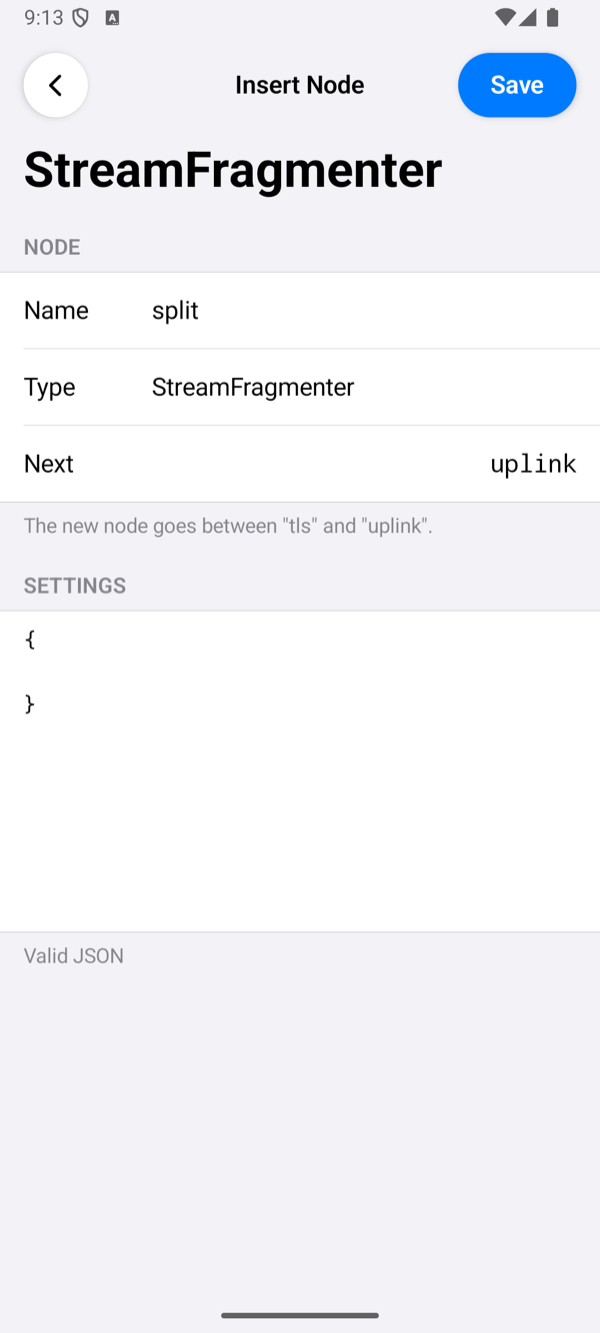 9:13
Insert Node
Save
StreamFragmenter
NODE
Name split
Type StreamFragmenter
Next uplink
The new node goes between "tls" and "uplink".
SETTINGS
{
}
Valid JSON